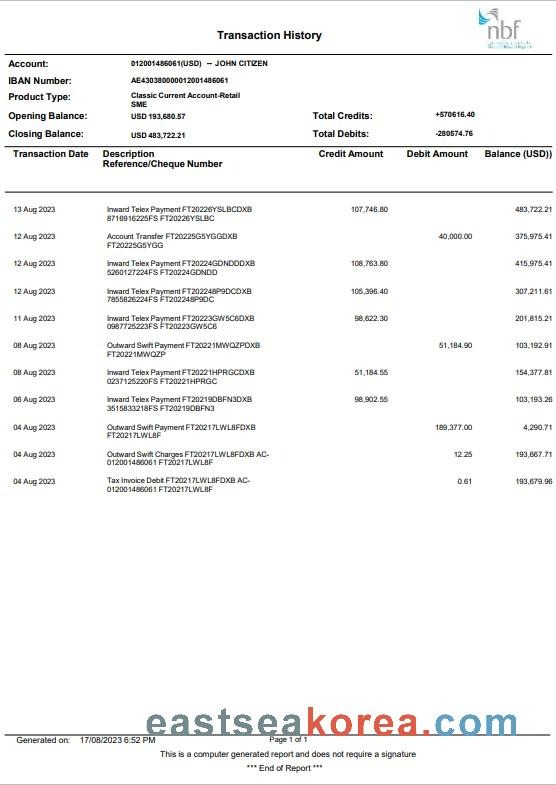 nbf
Transaction History
Account: 012001486061(USD) -- JOHN CITIZEN
IBAN Number: AE430380000012001486061
Product Type: Classic Current Account-Retail
SME
Opening Balance: USD 193,680.57 Total Credits: +570616.40
Closing Balance: USD 483,722.21 Total Debits: -280574.76
Transaction Date Description Credit Amount Debit Amount Balance (USD))
Reference/Cheque Number
13 Aug 2023 Inward Telex Payment FT20226YSLBCDXB 107,746.80 483,722.21
8716916225FS FT20226YSLBC
12 Aug 2023 Account Transfer FT20225G5YGGDXB 40,000.00 375,975.41
FT20225G5YGG
12 Aug 2023 Inward Telex Payment FT20224GDNDDDXB 108,763.80 415,975.41
5260127224FS FT20224GDNDD
12 Aug 2023 Inward Telex Payment FT202248P9DCDXB 105,396.40 307,211.61
7855826224FS FT202248P9DC
11 Aug 2023 Inward Telex Payment FT20223GW5C6DXB 98,622.30 201,815.21
0987725223FS FT20223GW5C6
08 Aug 2023 Outward Swift Payment FT20221MWQZPDXB 51,184.90 103,192.91
FT20221MWQZP
08 Aug 2023 Inward Telex Payment FT20221HPRGCDXB 51,184.55 154,377.81
0237125220FS FT20221HPRGC
06 Aug 2023 Inward Telex Payment FT20219DBFN3DXB 98,902.55 103,193.26
3515833218FS FT20219DBFN3
04 Aug 2023 Outward Swift Payment FT20217LWL8FDXB 189,377.00 4,290.71
FT20217LWL8F
04 Aug 2023 Outward Swift Charges FT20217LWL8FDXB AC- 12.25 193,667.71
012001486061 FT20217LWL8F
04 Aug 2023 Tax Invoice Debit FT20217LWL8FDXB AC- 0.61 193,679.96
012001486061 FT20217LWL8F
eastseakorea.com
Generated on: 17/08/2023 6:52 PM Page 1 of 1
This is a computer generated report and does not require a signature
*** End of Report ***